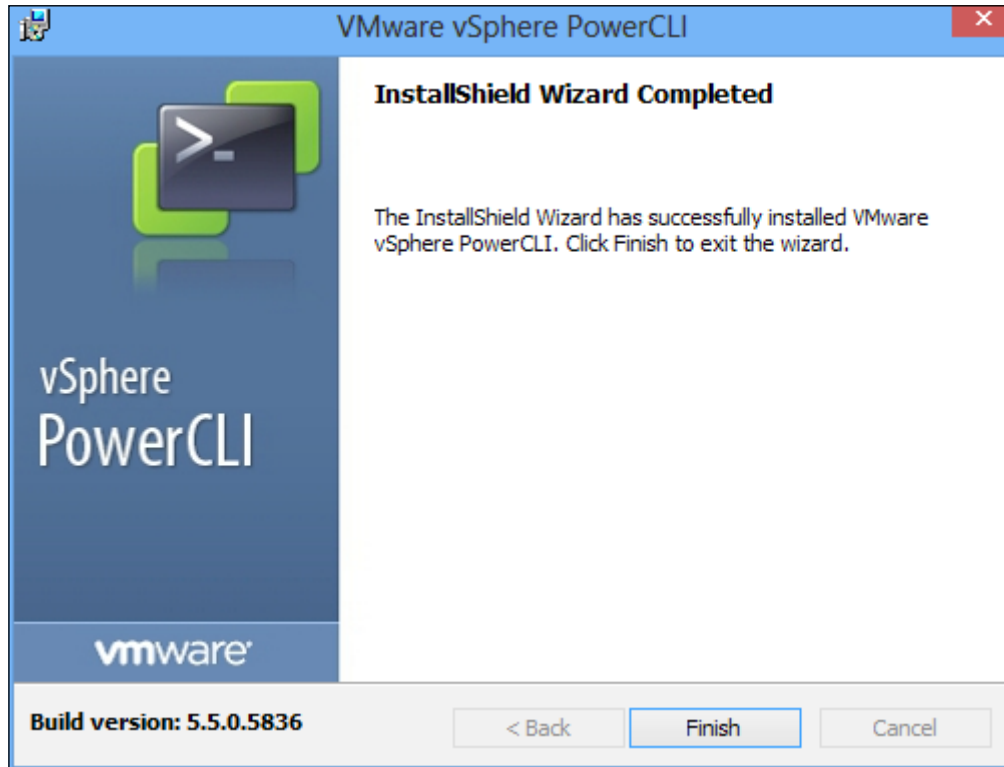 VMware vSphere PowerCLI
InstallShield Wizard Completed
The InstallShield Wizard has successfully installed VMware
vSphere PowerCLI. Click Finish to exit the wizard.
>_
vSphere
PowerCLI
vmware
Build version: 5.5.0.5836
< Back
Finish
Cancel